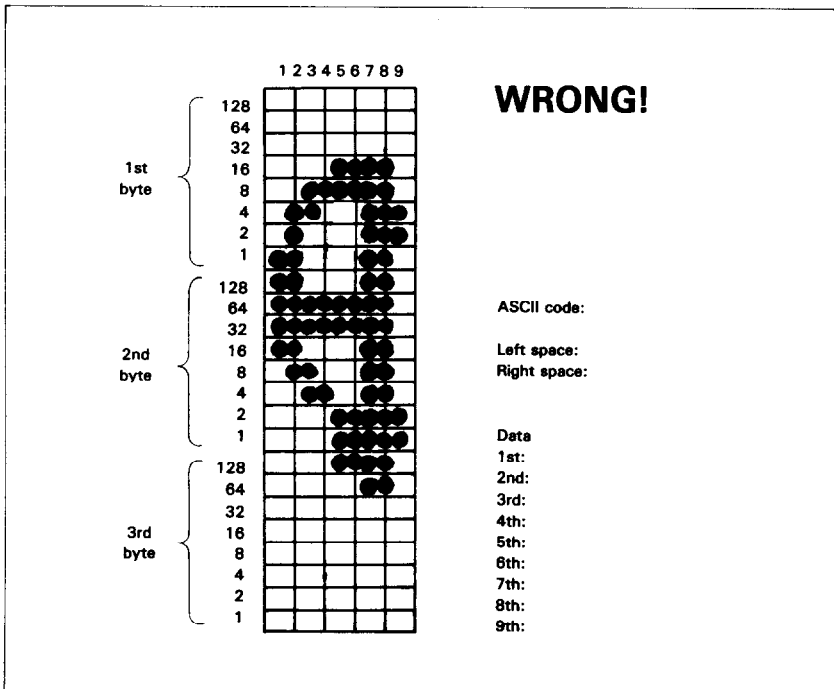 1 2 3 4 5 6 7 8 9
WRONG!
128
64
32
1st
byte
16
8
4
2
1
128
64
32
2nd
byte
16
8
4
2
1
128
64
32
3rd
byte
16
8
4
2
1
ASCII code:
Left space:
Right space:
Data
1st:
2nd:
3rd:
4th:
5th:
6th:
7th:
8th:
9th: